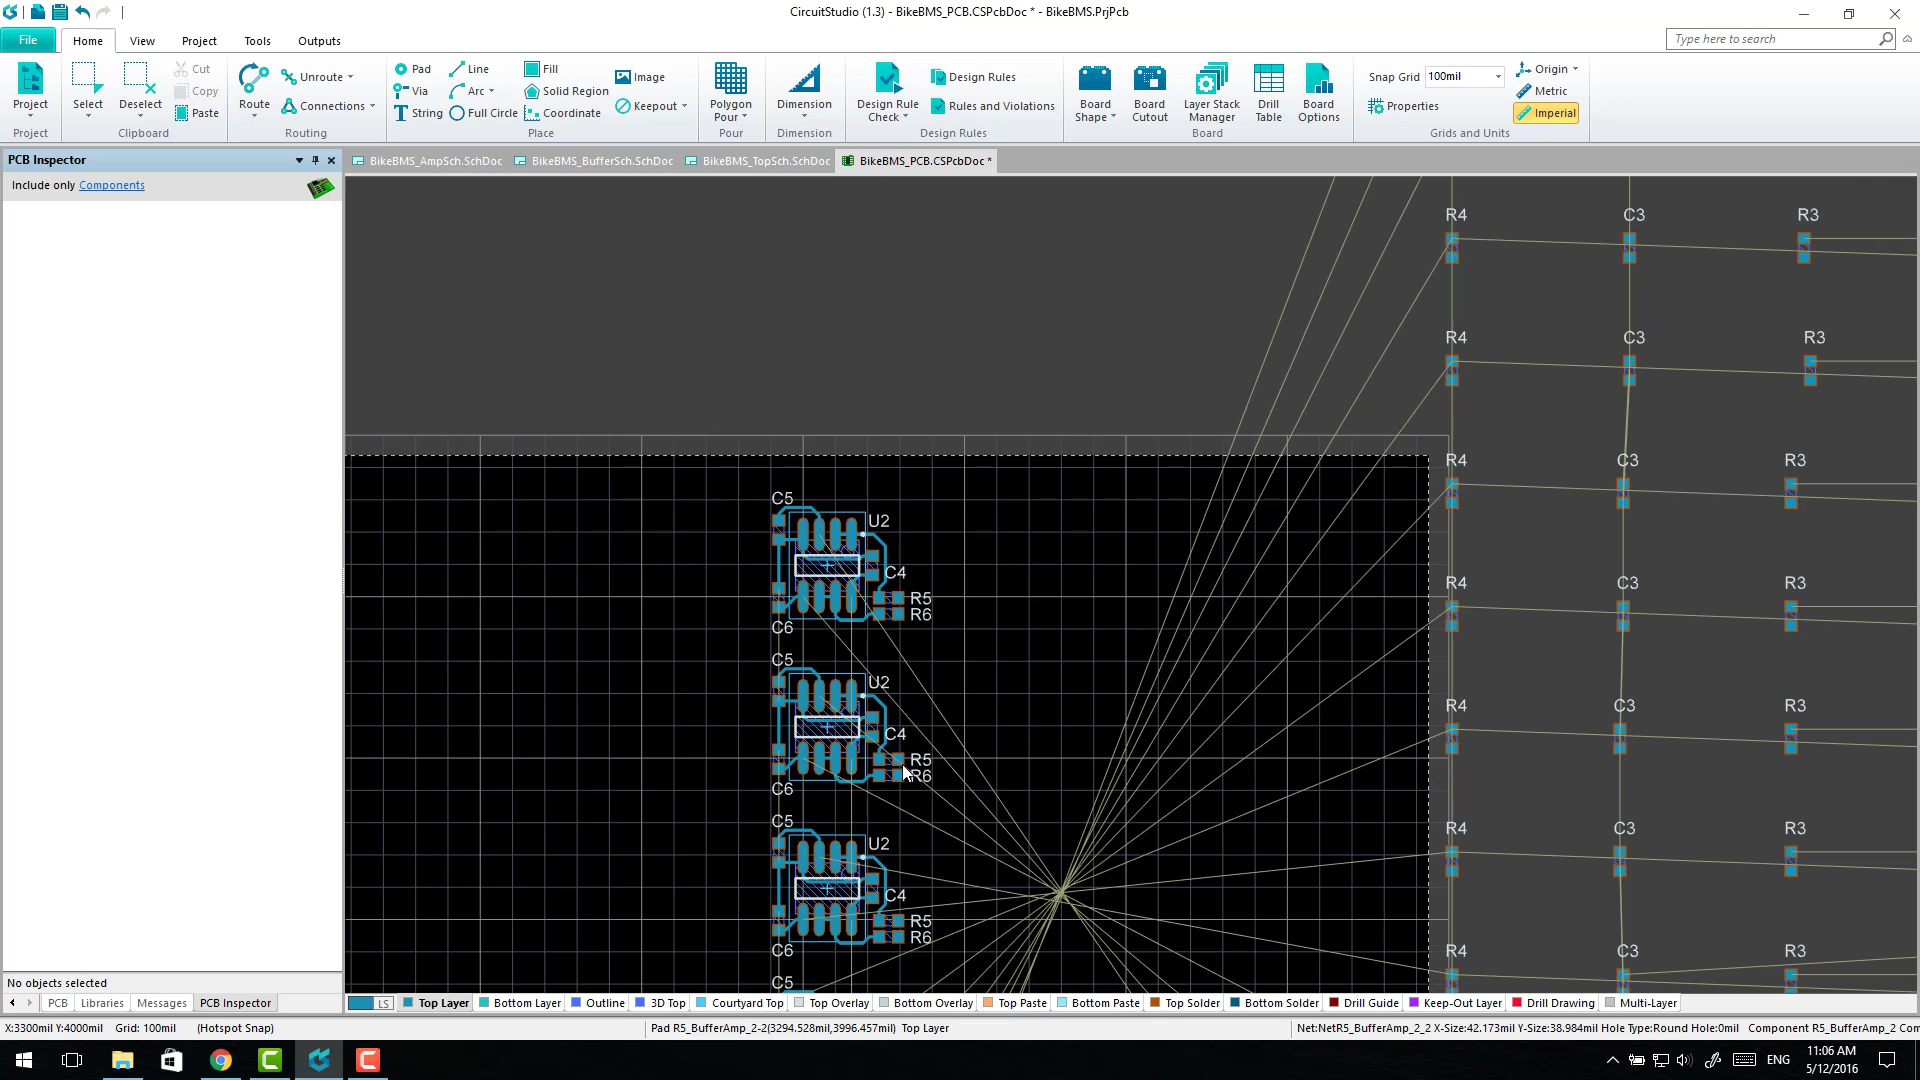 CircuitStudio (1.3) - BikeBMS_PCB.CSPcbDoc * - BikeBMS.PrjPcb
File Home View Project Tools Outputs
Type here to search
Project
Project
Select Deselect Cut Copy Paste
Clipboard
Route Unroute Connections
Routing
Pad Line Fill Image
Via Arc Solid Region Keepout
String Full Circle Coordinate
Place
Polygon Pour
Pour
Dimension
Dimension
Design Rule Check Design Rules Rules and Violations
Design Rules
Board Shape Board Cutout Layer Stack Manager Drill Table Board Options
Board
Snap Grid 100mil Origin
Metric
Properties Imperial
Grids and Units
PCB Inspector
Include only Components
BikeBMS_AmpSch.SchDoc BikeBMS_BufferSch.SchDoc BikeBMS_TopSch.SchDoc BikeBMS_PCB.CSPcbDoc *
R4 C3 R3
R4 C3 R3
R4 C3 R3
R4 C3 R3
R4 C3 R3
R4 C3 R3
R4 C3 R3
C5
U2
C4
R5
R6
C6
C5
U2
C4
R5
R6
C6
C5
U2
C4
R5
R6
C6
C5
No objects selected
PCB Libraries Messages PCB Inspector
LS Top Layer Bottom Layer Outline 3D Top Courtyard Top Top Overlay Bottom Overlay Top Paste Bottom Paste Top Solder Bottom Solder Drill Guide Keep-Out Layer Drill Drawing Multi-Layer
X:3300mil Y:4000mil Grid: 100mil (Hotspot Snap) Pad R5_BufferAmp_2-2(3294.528mil,3996.457mil) Top Layer Net:NetR5_BufferAmp_2_2 X-Size:42.173mil Y-Size:38.984mil Hole Type:Round Hole:0mil Component R5_BufferAmp_2 Com
ENG
11:06 AM
5/12/2016